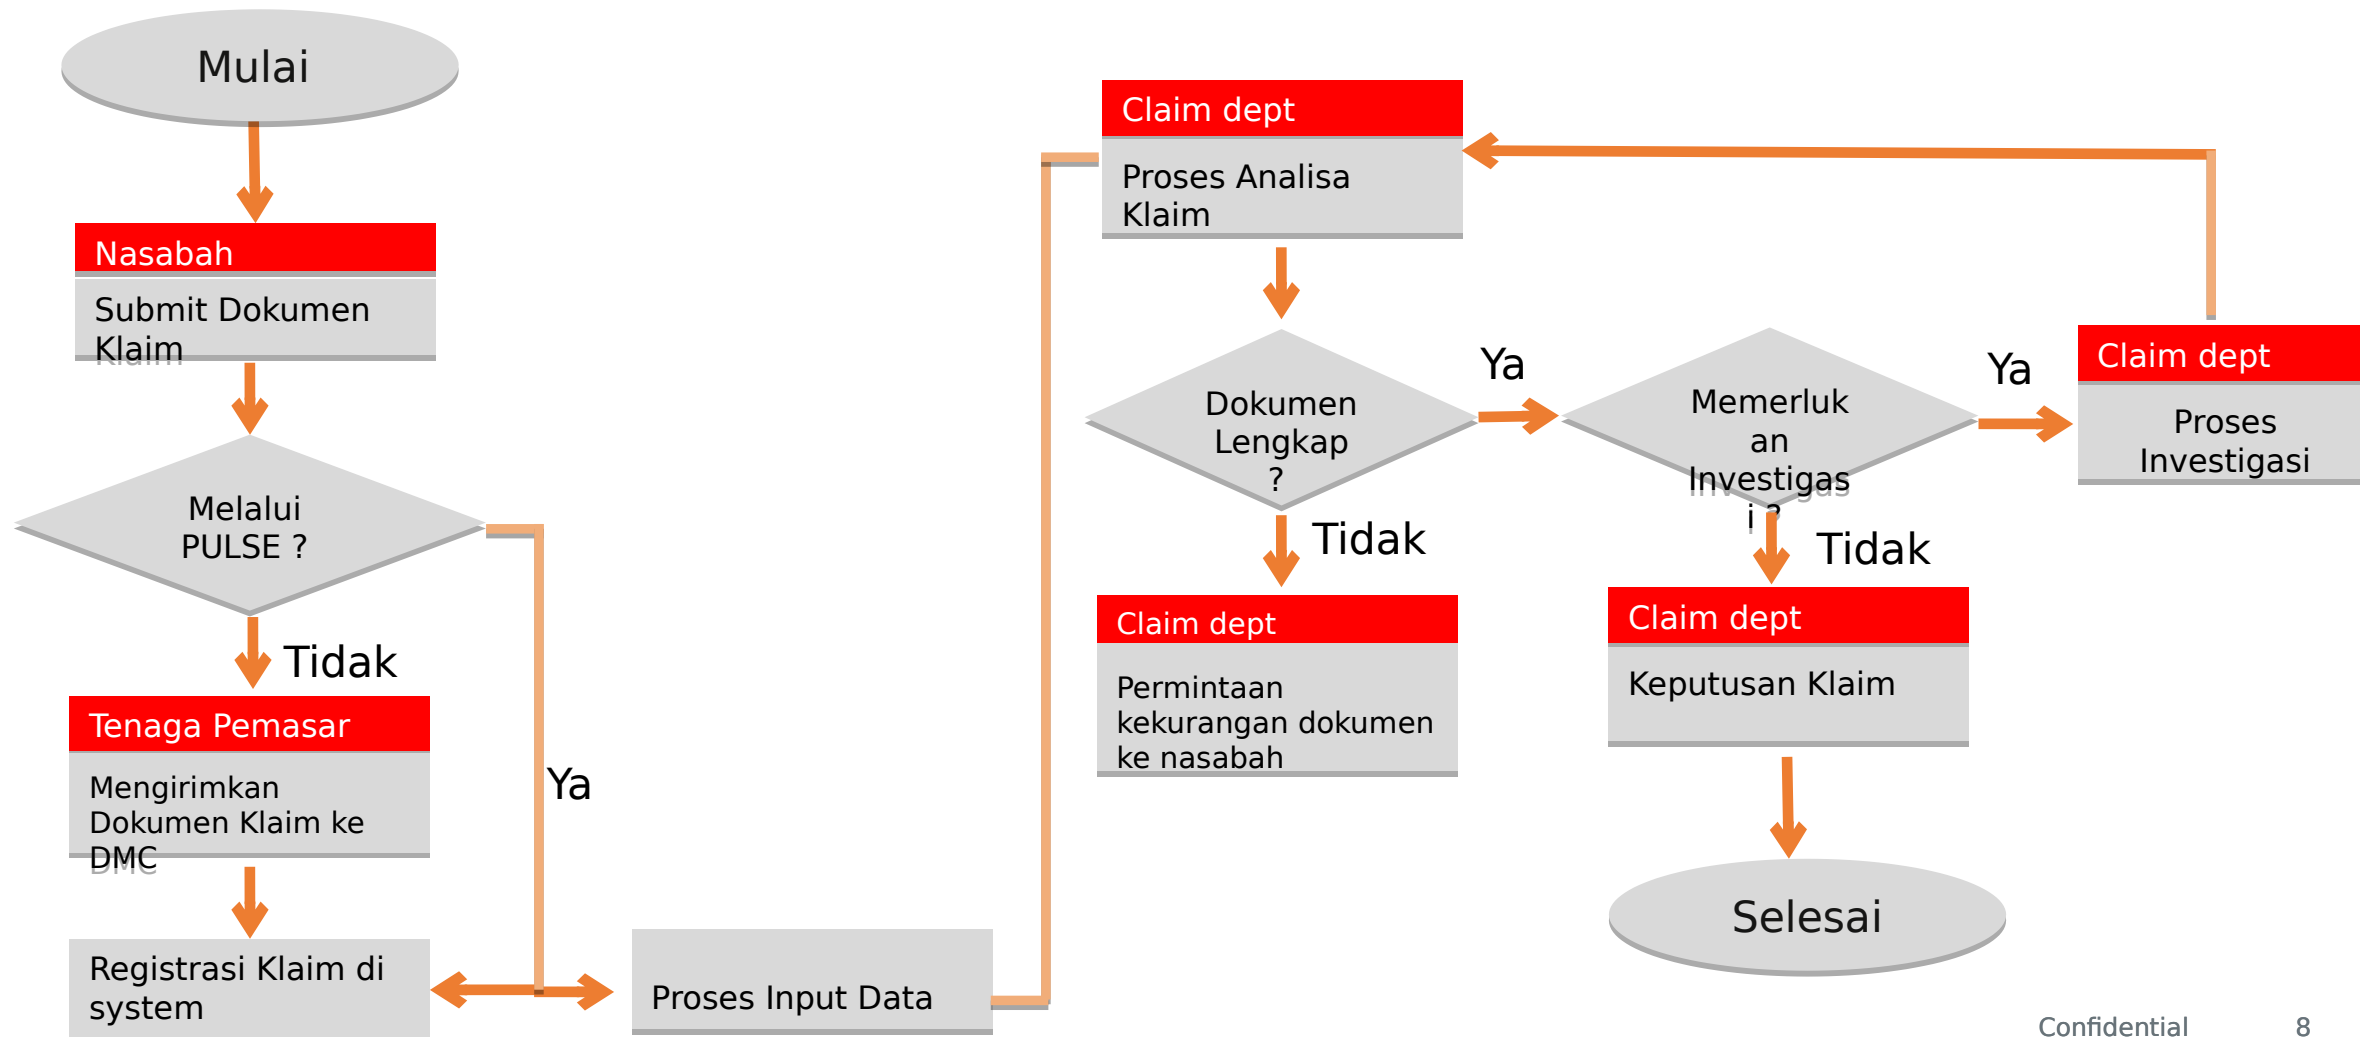 Mulai
Nasabah
Submit Dokumen
Klaim
Melalui
PULSE ?
Tidak
Ya
Tenaga Pemasar
Mengirimkan
Dokumen Klaim ke
DMC
Registrasi Klaim di
system
Proses Input Data
Claim dept
Proses Analisa
Klaim
Dokumen
Lengkap
?
Ya
Tidak
Claim dept
Permintaan
kekurangan dokumen
ke nasabah
Memerluk
an
Investigas
i ?
Ya
Tidak
Claim dept
Proses
Investigasi
Claim dept
Keputusan Klaim
Selesai
Confidential 8